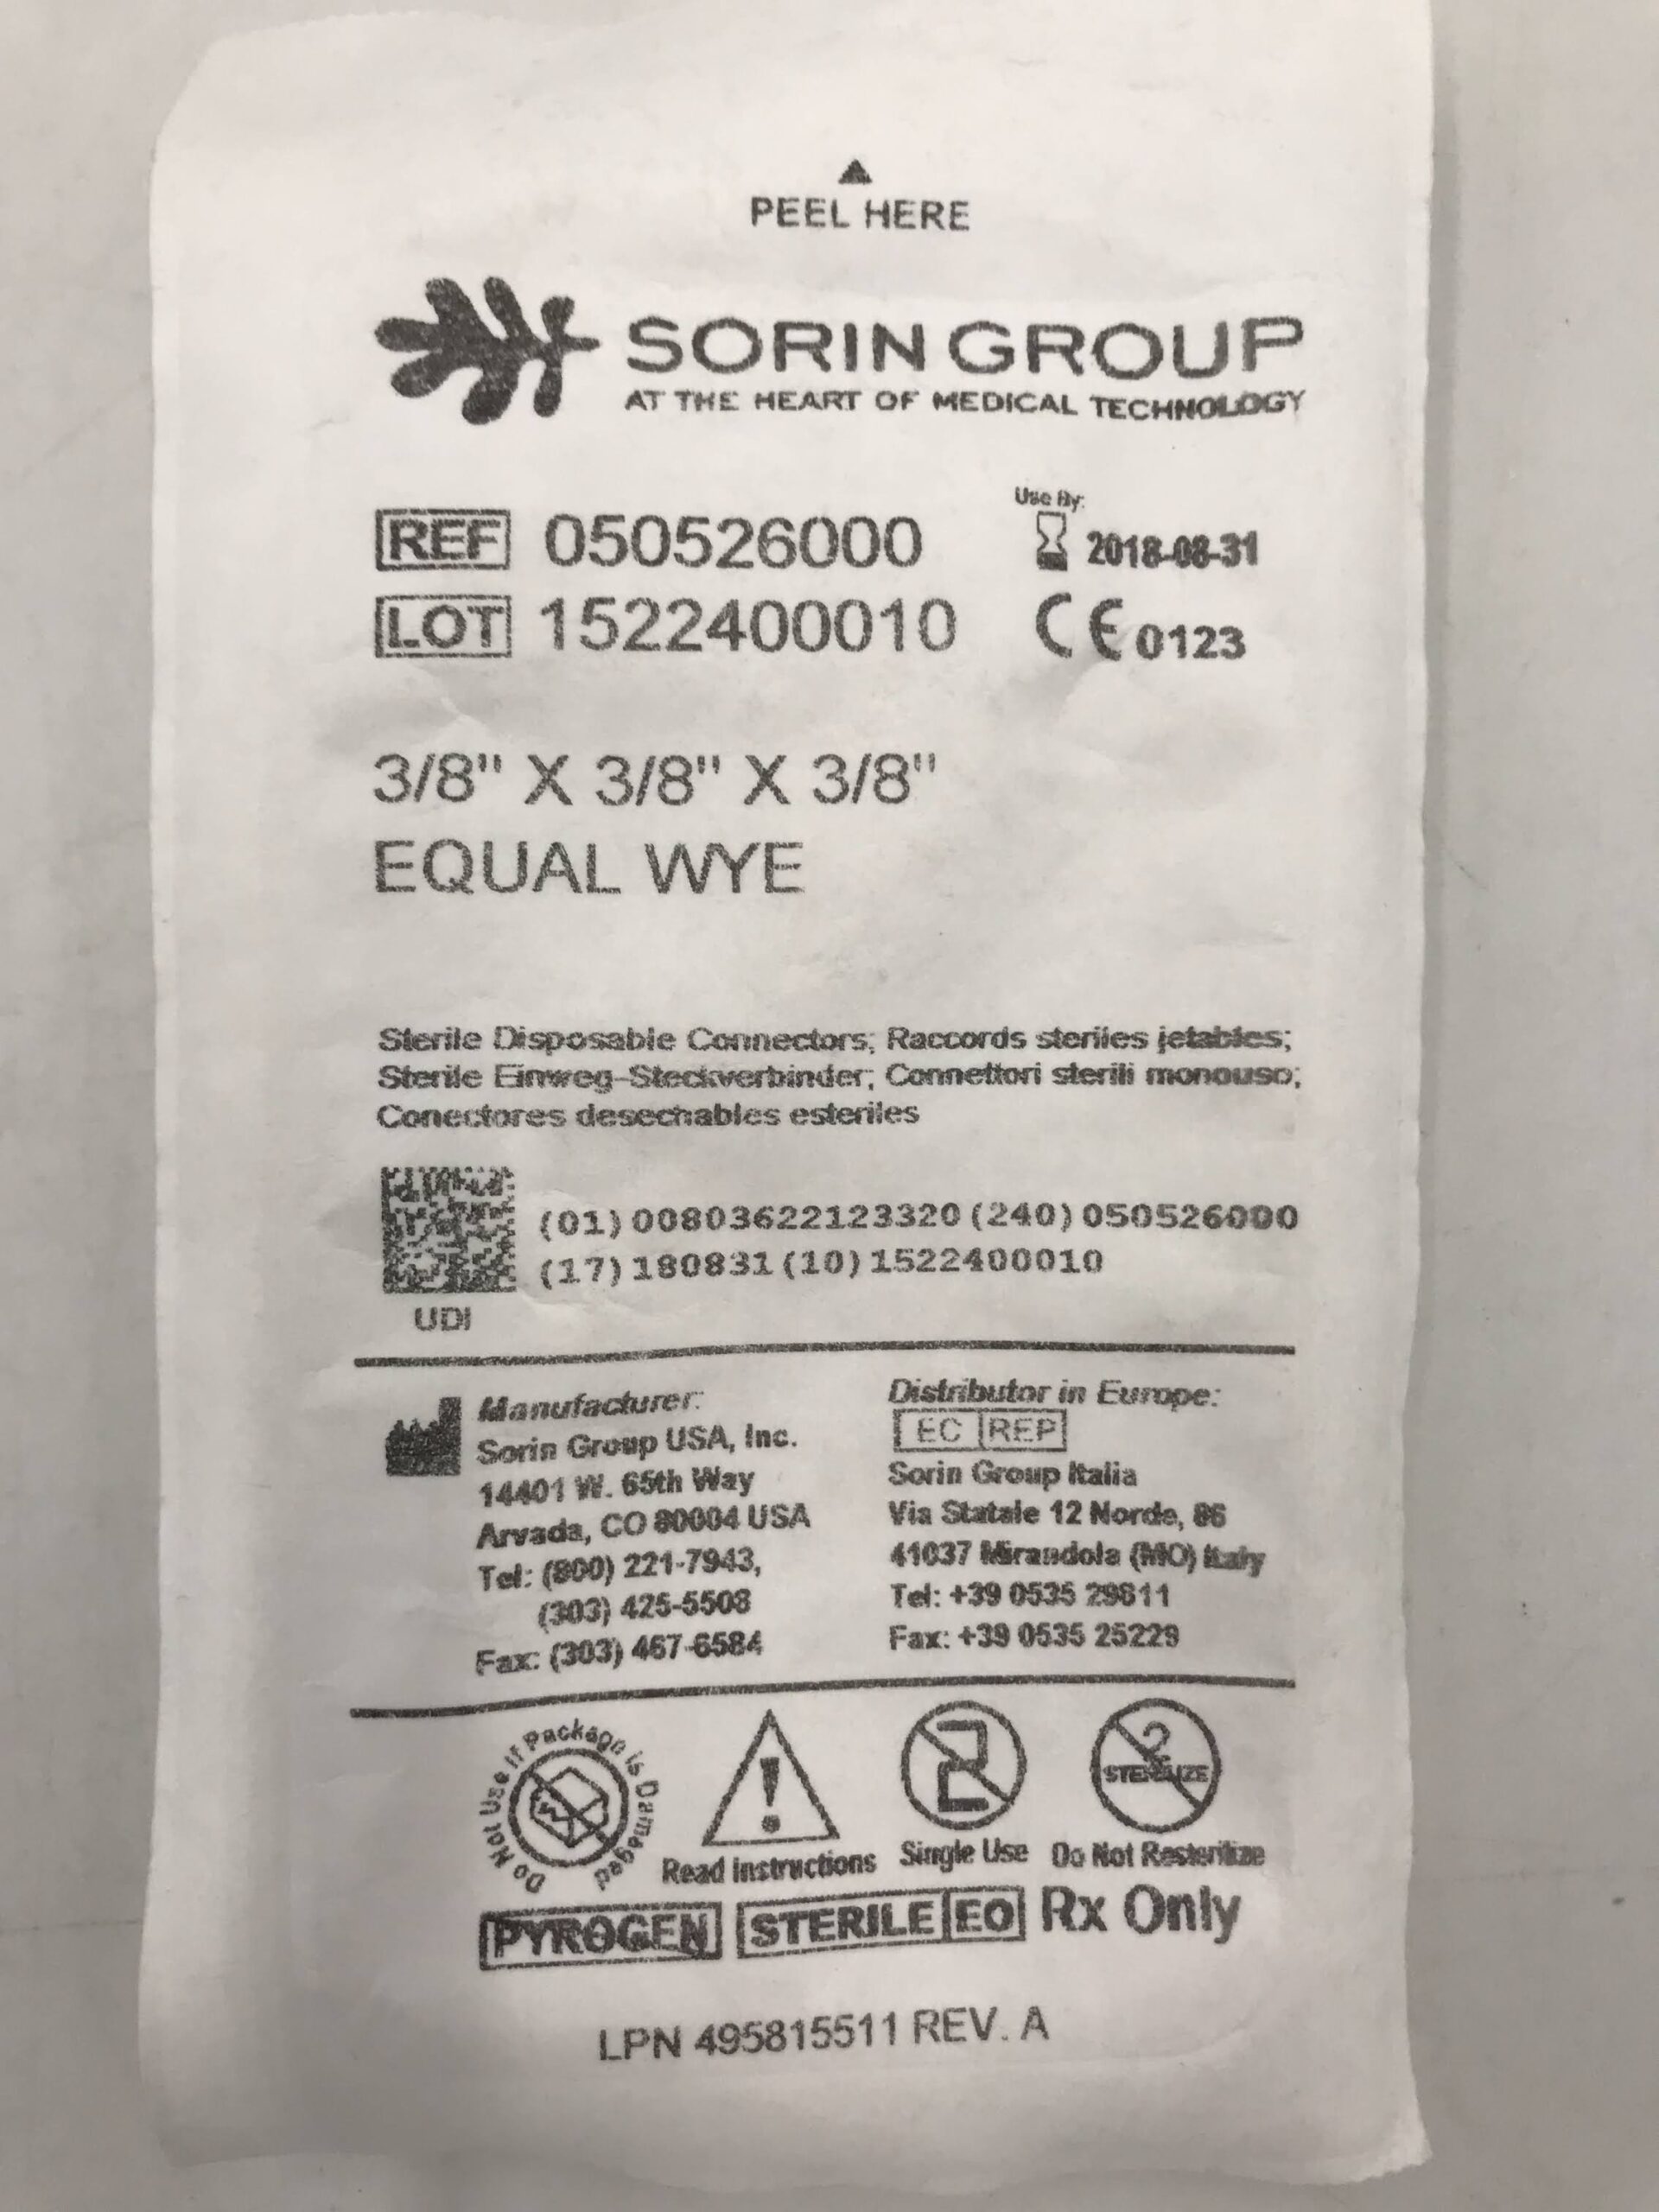 PEEL HERE
SORIN GROUP
AT THE HEART OF MEDICAL TECHNOLOGY
Use By:
REF 050526000 2018-08-31
LOT 1522400010 CE 0123
3/8" X 3/8" X 3/8"
EQUAL WYE
Sterile Disposable Connectors; Raccords steriles jetables;
Sterile Einweg-Steckverbinder; Connettori sterili monouso;
Conectores desechables esteriles
(01)00803622123320(240)050526000
(17)180831(10)1522400010
UDI
Manufacturer:
Sorin Group USA, Inc.
14401 W. 65th Way
Arvada, CO 80004 USA
Tel: (800) 221-7943,
(303) 425-5508
Fax: (303) 467-6584
Distributor in Europe:
EC REP
Sorin Group Italia
Via Statale 12 Norde, 86
41037 Mirandola (MO) Italy
Tel: +39 0535 29811
Fax: +39 0535 25229
Do Not Use If Package is Damaged
2
2
STERILIZE
Read Instructions
Single Use
Do Not Resterilize
PYROGEN STERILE EO Rx Only
LPN 495815511 REV. A